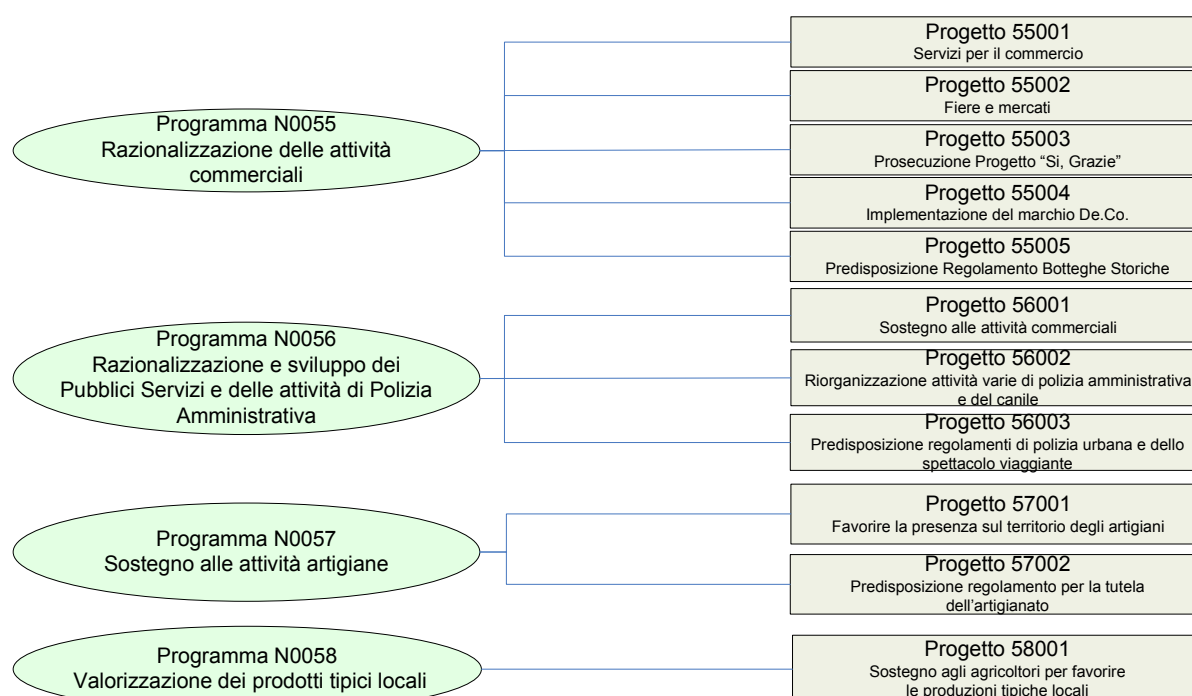 Programma N0055
Razionalizzazione delle attività
commerciali
Progetto 55001
Servizi per il commercio
Progetto 55002
Fiere e mercati
Progetto 55003
Prosecuzione Progetto “Si, Grazie”
Progetto 55004
Implementazione del marchio De.Co.
Progetto 55005
Predisposizione Regolamento Botteghe Storiche
Programma N0056
Razionalizzazione e sviluppo dei
Pubblici Servizi e delle attività di Polizia
Amministrativa
Progetto 56001
Sostegno alle attività commerciali
Progetto 56002
Riorganizzazione attività varie di polizia amministrativa
e del canile
Progetto 56003
Predisposizione regolamenti di polizia urbana e dello
spettacolo viaggiante
Programma N0057
Sostegno alle attività artigiane
Progetto 57001
Favorire la presenza sul territorio degli artigiani
Progetto 57002
Predisposizione regolamento per la tutela
dell’artigianato
Programma N0058
Valorizzazione dei prodotti tipici locali
Progetto 58001
Sostegno agli agricoltori per favorire
le produzioni tipiche locali